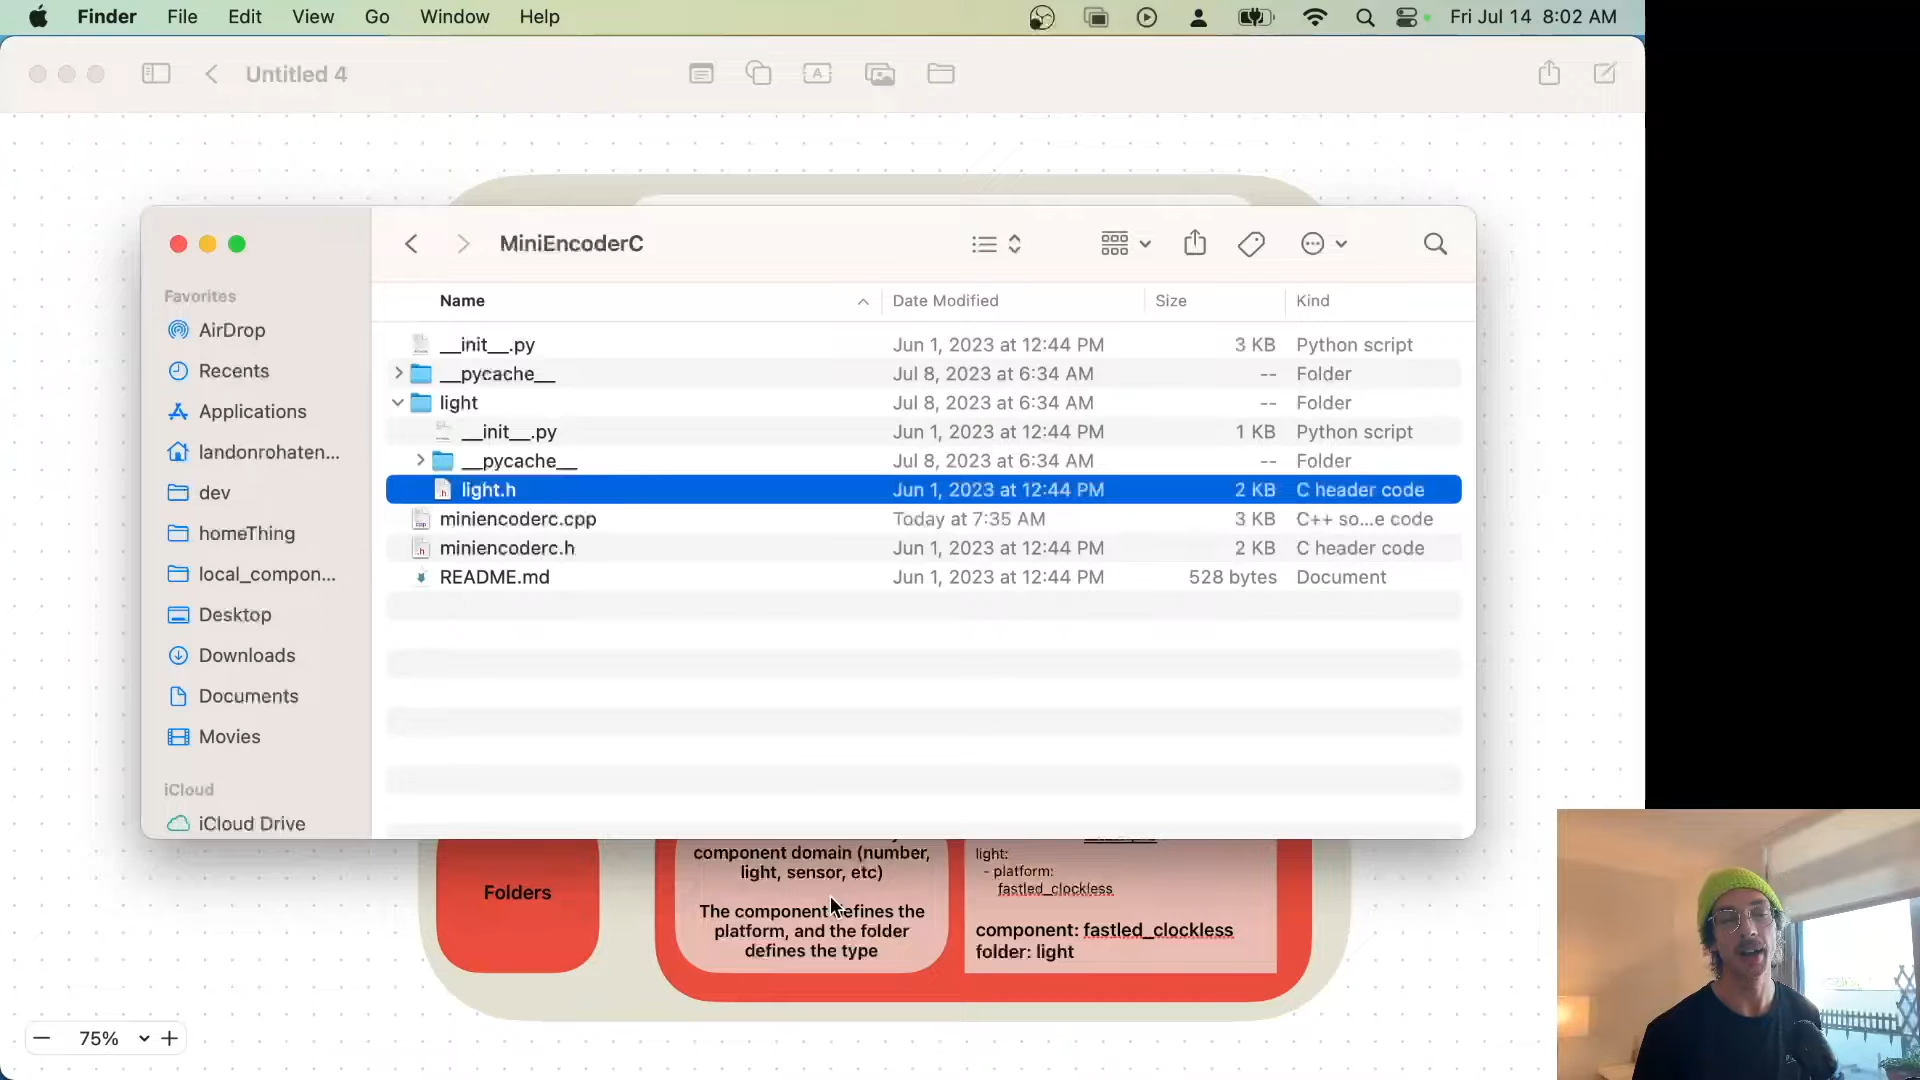 Finder File Edit View Go Window Help Fri Jul 14 8:02 AM
Untitled 4
MiniEncoderC
Favorites
AirDrop
Recents
Applications
landonrohaten...
dev
homeThing
local_compon...
Desktop
Downloads
Documents
Movies
iCloud
iCloud Drive
Name Date Modified Size Kind
__init__.py Jun 1, 2023 at 12:44 PM 3 KB Python script
__pycache__ Jul 8, 2023 at 6:34 AM -- Folder
light Jul 8, 2023 at 6:34 AM -- Folder
__init__.py Jun 1, 2023 at 12:44 PM 1 KB Python script
__pycache__ Jul 8, 2023 at 6:34 AM -- Folder
light.h Jun 1, 2023 at 12:44 PM 2 KB C header code
miniencoderc.cpp Today at 7:35 AM 3 KB C++ so...e code
miniencoderc.h Jun 1, 2023 at 12:44 PM 2 KB C header code
README.md Jun 1, 2023 at 12:44 PM 528 bytes Document
Folders
component domain (number,
light, sensor, etc)
The component defines the
platform, and the folder
defines the type
light:
- platform:
fastled_clockless
component: fastled_clockless
folder: light
75%